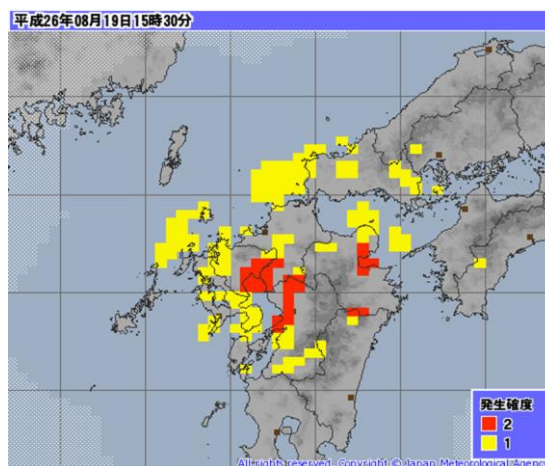 平成26年08月19日15時30分
発生確度
2
1
All rights reserved. Copyright © Japan Meteorological Agency